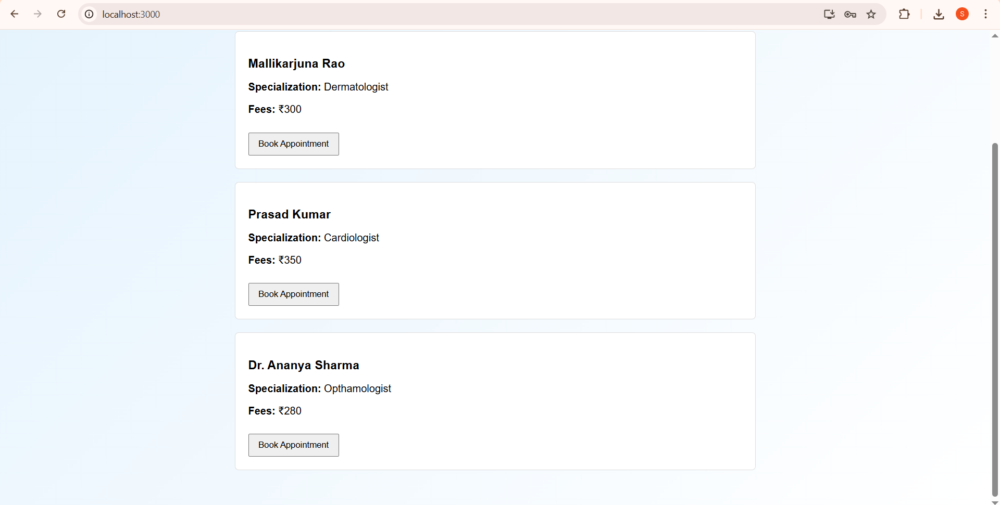 localhost:3000
S
Mallikarjuna Rao
Specialization: Dermatologist
Fees: ₹300
Book Appointment
Prasad Kumar
Specialization: Cardiologist
Fees: ₹350
Book Appointment
Dr. Ananya Sharma
Specialization: Opthamologist
Fees: ₹280
Book Appointment